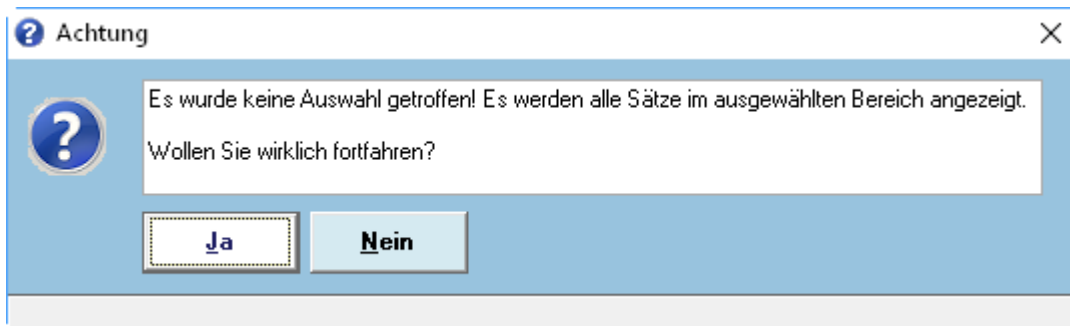 Achtung
Es wurde keine Auswahl getroffen! Es werden alle Sätze im ausgewählten Bereich angezeigt.
Wollen Sie wirklich fortfahren?
Ja
Nein